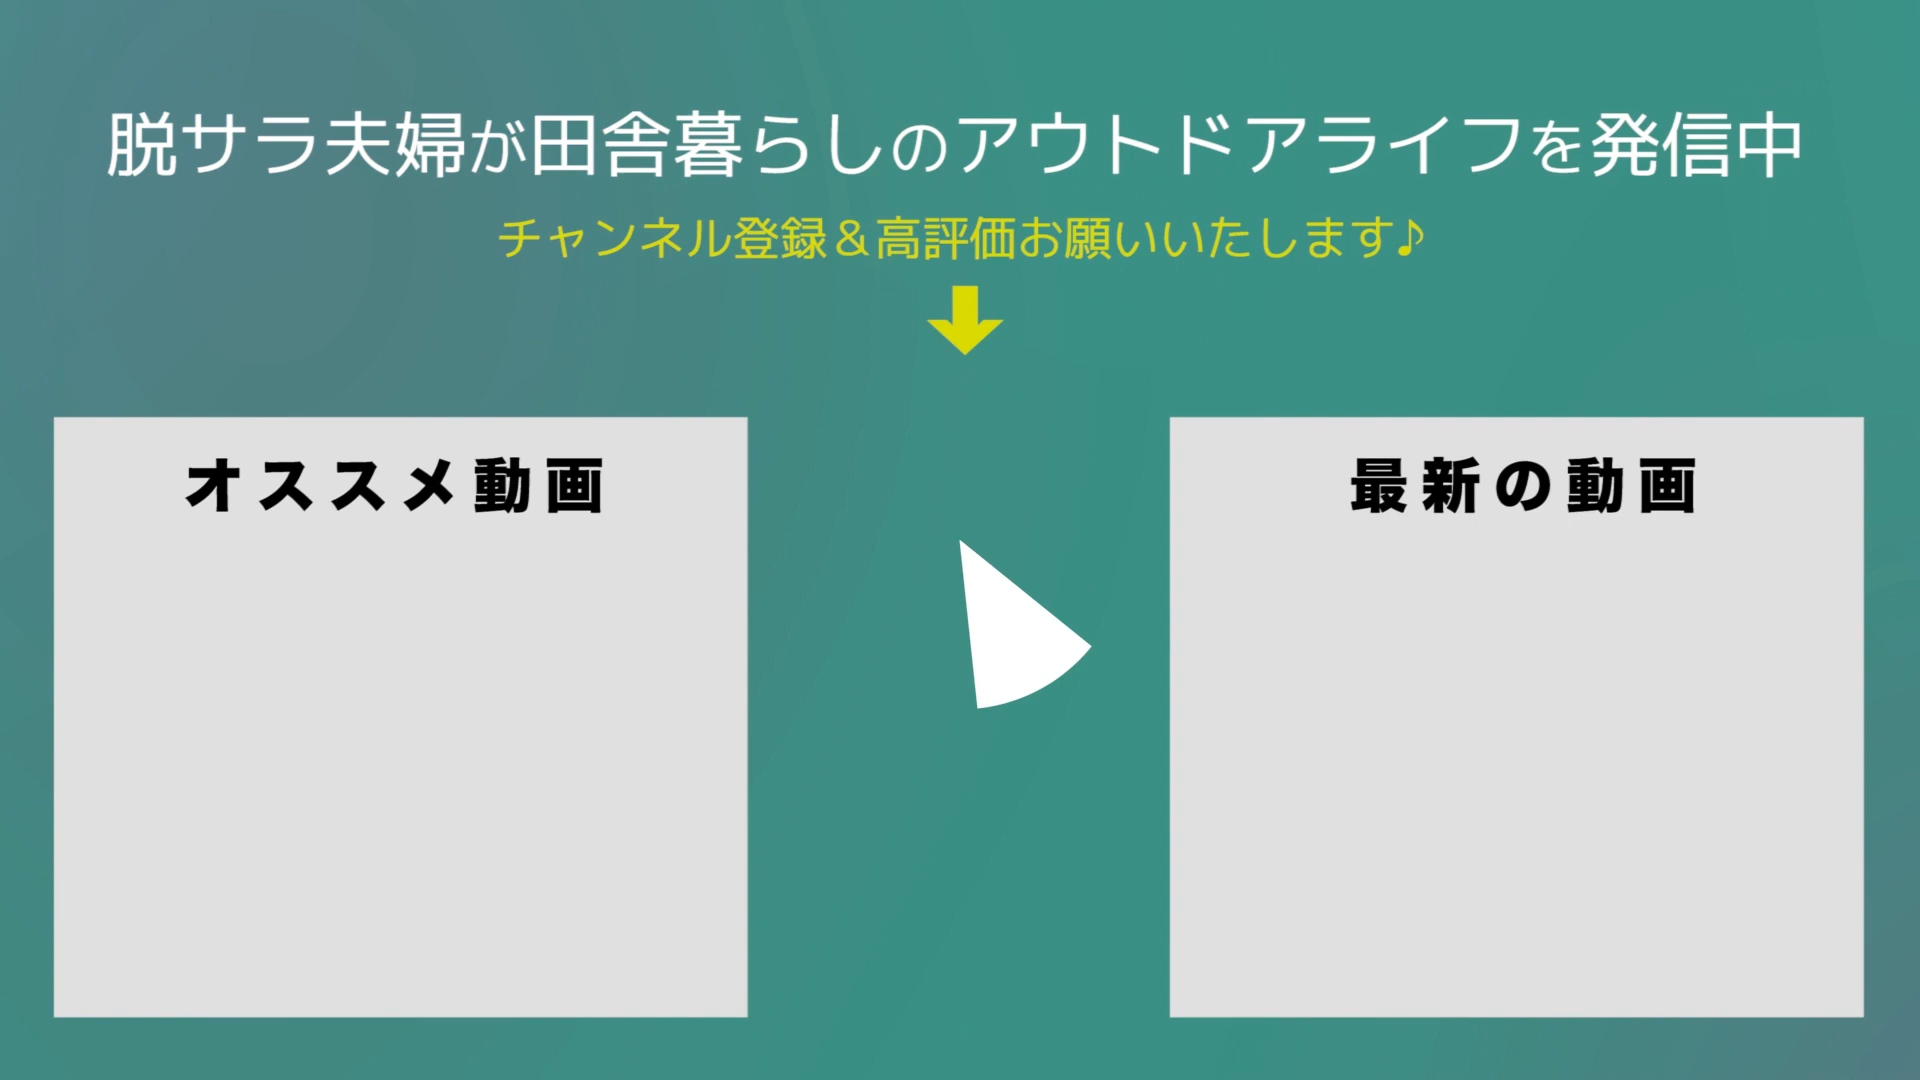 脱サラ夫婦が田舎暮らしのアウトドアライフを発信中
チャンネル登録＆高評価お願いいたします♪
オススメ動画
最新の動画